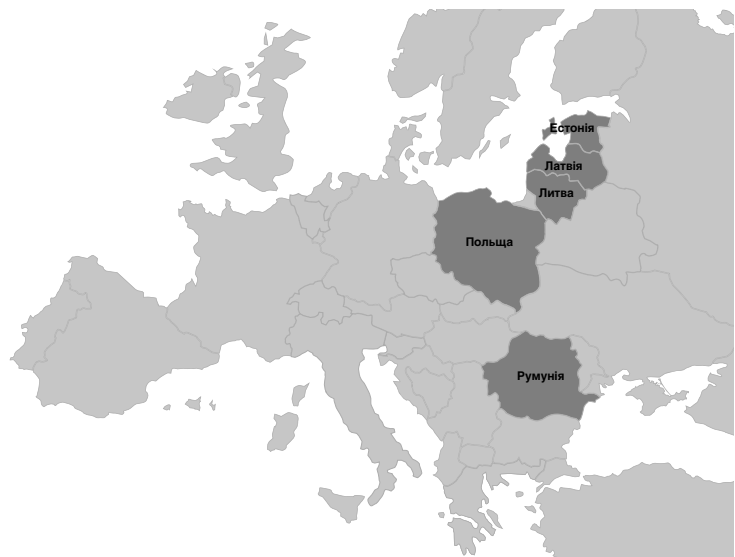 Естонія
Латвія
Литва
Польща
Румунія